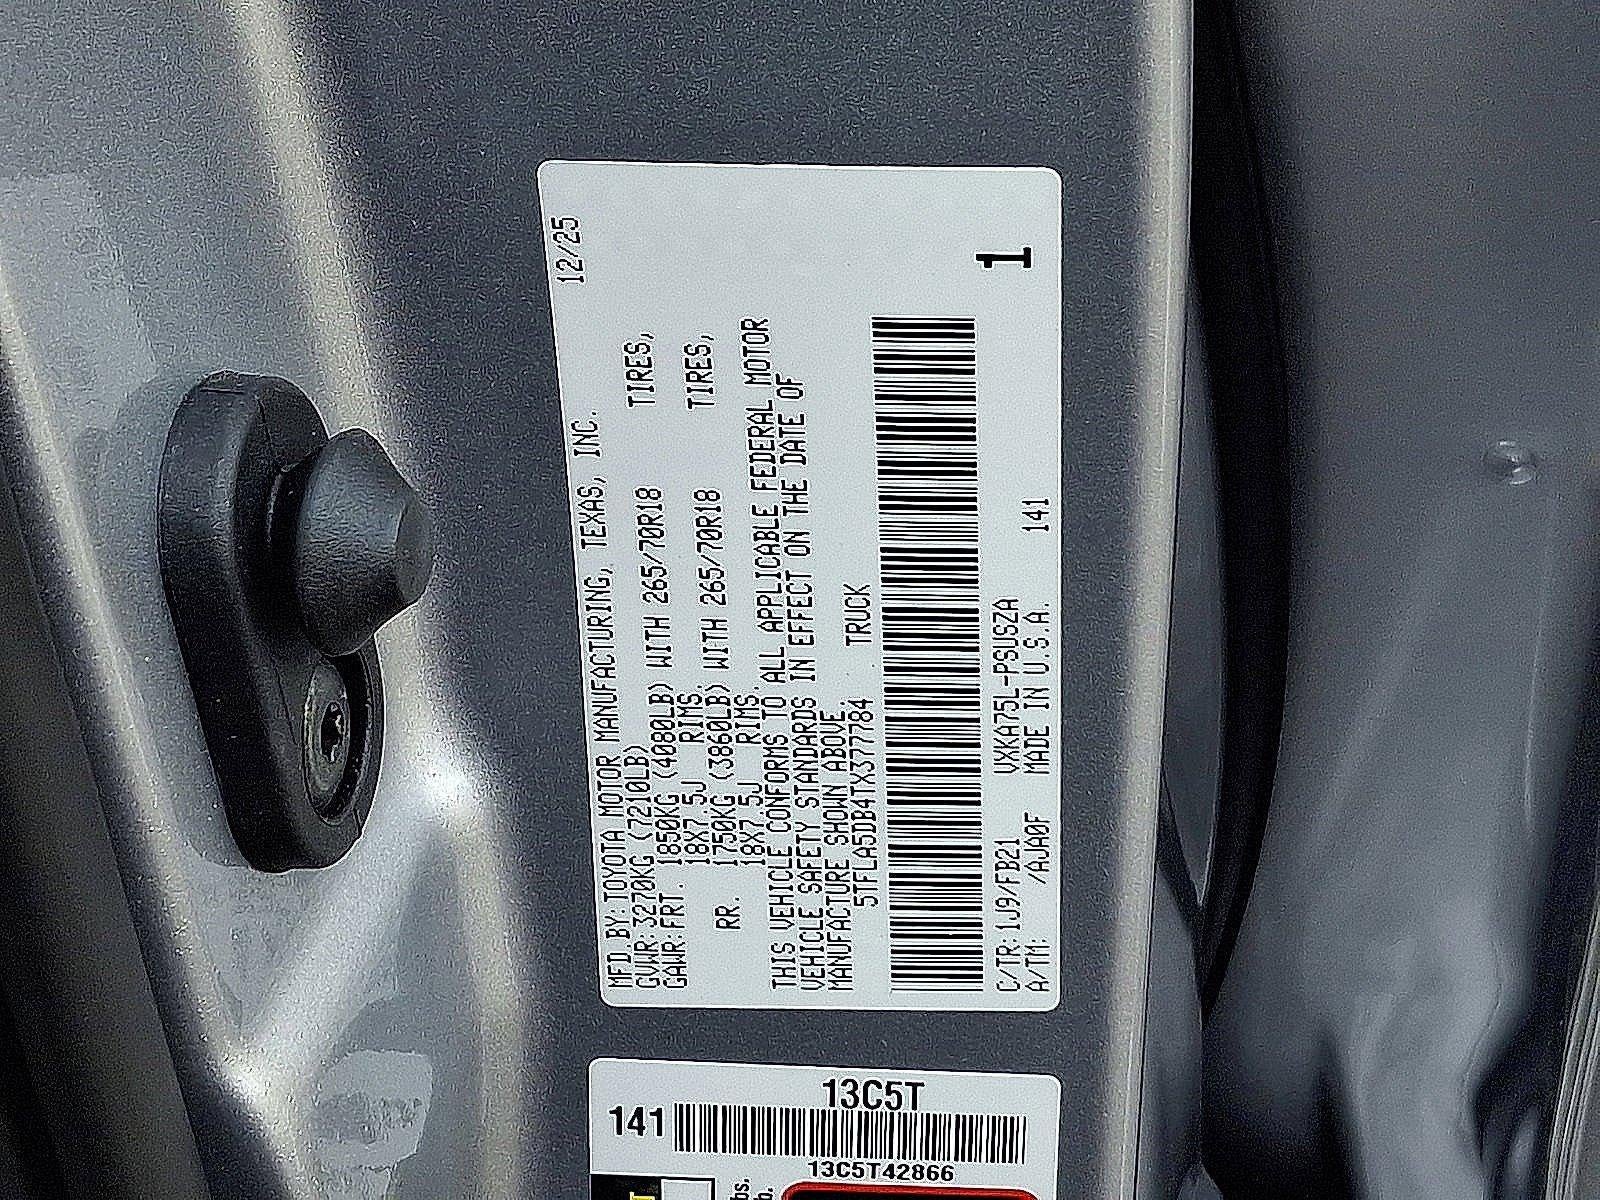 12/25
MFD.BY:TOYOTA MOTOR MANUFACTURING, TEXAS, INC.
GVWR:3270KG (7210LB)
GAWR:FRT. 1850KG (4080LB) WITH 265/70R18 TIRES,
18X7.5J RIMS.
RR. 1750KG (3860LB) WITH 265/70R18 TIRES,
18X7.5J RIMS.
THIS VEHICLE CONFORMS TO ALL APPLICABLE FEDERAL MOTOR
VEHICLE SAFETY STANDARDS IN EFFECT ON THE DATE OF
MANUFACTURE SHOWN ABOVE.
5TFLA5DB4TX377784 TRUCK
1
C/TR:1J9/FB21 VXKA75L-PSUSZA
A/TM: /AJA0F MADE IN U.S.A. 141
13C5T
141
13C5T42866